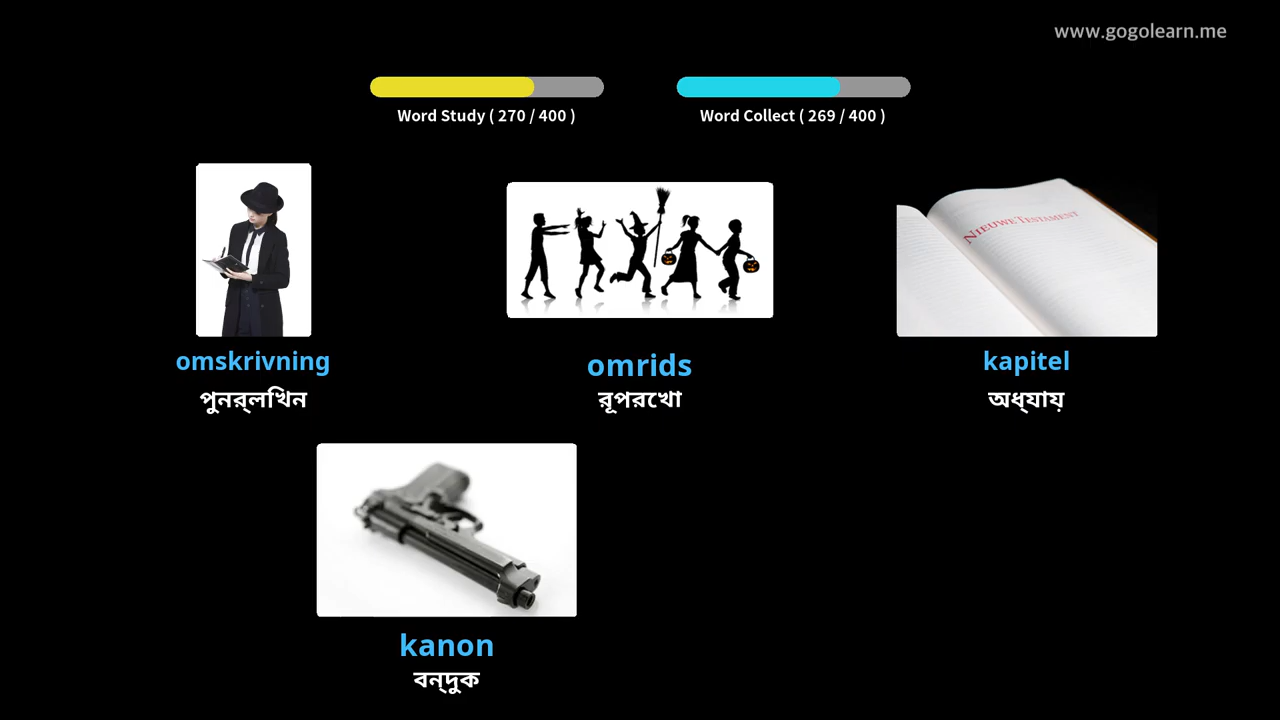 www.gogolearn.me
Word Study ( 270 / 400 )
Word Collect ( 269 / 400 )
NIEUWE TESTAMENT
omskrivning
omrids
kapitel
পুনর্লিখন
রূপরেখা
অধ্যায়
kanon
বন্দুক